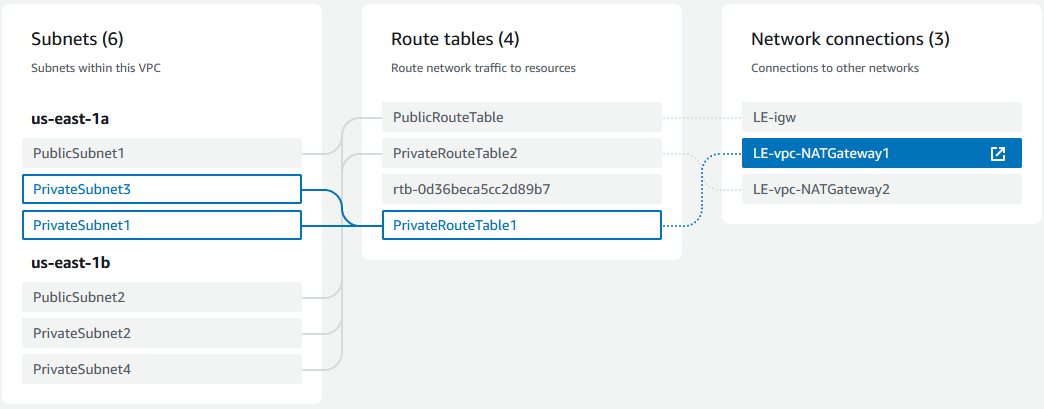 Subnets (6)
Subnets within this VPC
us-east-1a
PublicSubnet1
PrivateSubnet3
PrivateSubnet1
us-east-1b
PublicSubnet2
PrivateSubnet2
PrivateSubnet4
Route tables (4)
Route network traffic to resources
PublicRouteTable
PrivateRouteTable2
rtb-0d36beca5cc2d89b7
PrivateRouteTable1
Network connections (3)
Connections to other networks
LE-igw
LE-vpc-NATGateway1
LE-vpc-NATGateway2